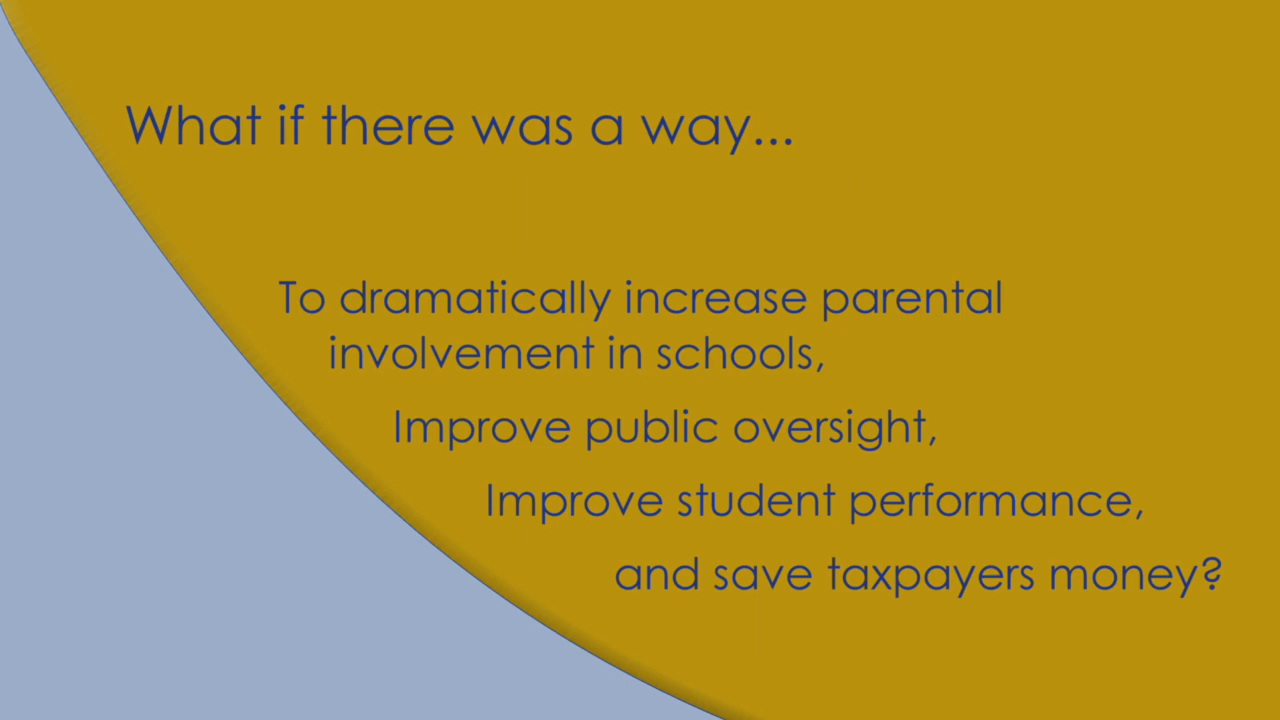 What if there was a way...
To dramatically increase parental
involvement in schools,
Improve public oversight,
Improve student performance,
and save taxpayers money?